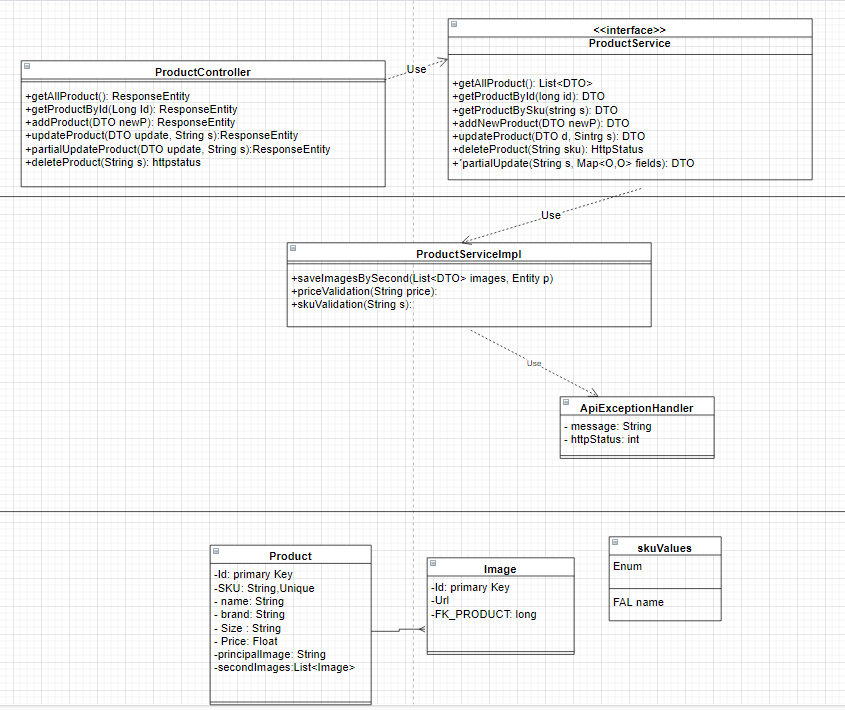 <<interface>>
ProductService
+getAllProduct(): List<DTO>
+getProductById(long id): DTO
+getProductBySku(string s): DTO
+addNewProduct(DTO newP): DTO
+updateProduct(DTO d, Sintrg s): DTO
+deleteProduct(String sku): HttpStatus
+´partialUpdate(String s, Map<O,O> fields): DTO
Use
ProductController
+getAllProduct(): ResponseEntity
+getProductById(Long Id): ResponseEntity
+addProduct(DTO newP): ResponseEntity
+updateProduct(DTO update, String s):ResponseEntity
+partialUpdateProduct(DTO update, String s):ResponseEntity
+deleteProduct(String s): httpstatus
Use
ProductServiceImpl
+saveImagesBySecond(List<DTO> images, Entity p)
+priceValidation(String price):
+skuValidation(String s):
Use
ApiExceptionHandler
- message: String
- httpStatus: int
Product
-Id: primary Key
-SKU: String,Unique
- name: String
- brand: String
- Size : String
- Price: Float
-principalImage: String
-secondImages:List<Image>
Image
-Id: primary Key
-Url
-FK_PRODUCT: long
skuValues
Enum
FAL name